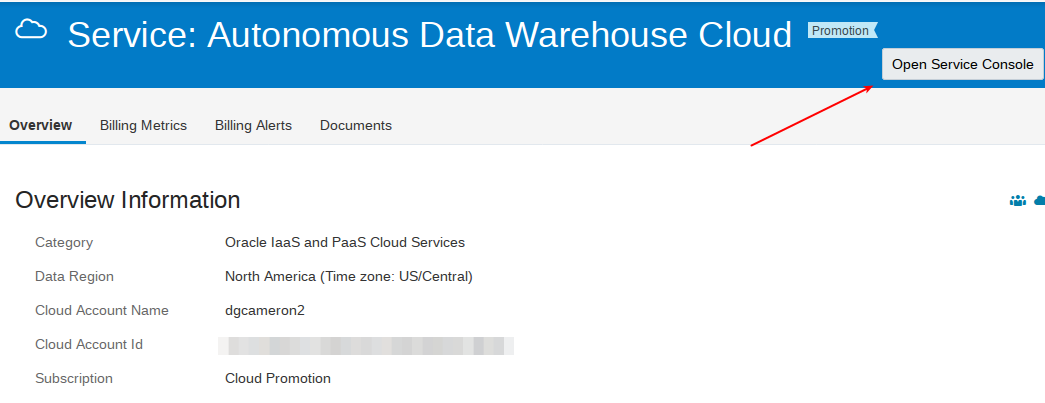 Service: Autonomous Data Warehouse Cloud Promotion
Open Service Console
Overview Billing Metrics Billing Alerts Documents
Overview Information
Category Oracle IaaS and PaaS Cloud Services
Data Region North America (Time zone: US/Central)
Cloud Account Name dgcameron2
Cloud Account Id
Subscription Cloud Promotion